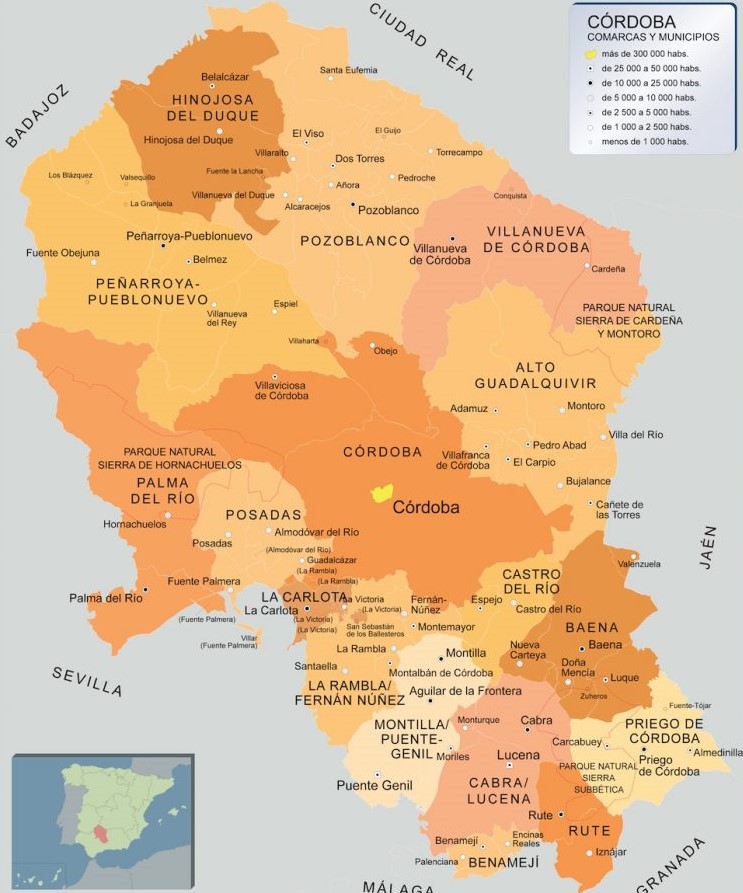 CÓRDOBA
COMARCAS Y MUNICIPIOS
más de 300 000 habs.
de 25 000 a 50 000 habs.
de 10 000 a 25 000 habs.
de 5 000 a 10 000 habs.
de 2 500 a 5 000 habs.
de 1 000 a 2 500 habs.
menos de 1 000 habs.
CIUDAD REAL
BADAJOZ
Santa Eufemia
Belalcázar
HINOJOSA
DEL DUQUE
Hinojosa del Duque
El Viso
El Guijo
Villaralto
Dos Torres
Torrecampo
Los Blázquez
Valsequillo
Fuente la Lancha
Añora
Pedroche
Villanueva del Duque
Alcaracejos
Pozoblanco
Conquista
La Granjuela
Peñarroya-Pueblonuevo
POZOBLANCO
VILLANUEVA
DE CÓRDOBA
Villanueva
de Córdoba
Fuente Obejuna
Belmez
Cardeña
PEÑARROYA-
PUEBLONUEVO
Villanueva
del Rey
Espiel
PARQUE NATURAL
SIERRA DE CARDEÑA
Y MONTORO
Villaharta
Obejo
ALTO
GUADALQUIVIR
Villaviciosa
de Córdoba
Adamuz
Montoro
Villa del Río
Pedro Abad
PARQUE NATURAL
SIERRA DE HORNACHUELOS
CÓRDOBA
Villafranca
de Córdoba
El Carpio
PALMA
DEL RÍO
Bujalance
Córdoba
Cañete de
las Torres
Hornachuelos
POSADAS
Posadas
Almodóvar del Río
(Almodóvar del Río)
Guadalcázar
(La Rambla)
(La Rambla)
JAÉN
Valenzuela
Palma del Río
Fuente Palmera
LA CARLOTA
La Carlota
La Victoria
(La Victoria)
(La Victoria)
(La Victoria)
(Fuente Palmera)
Villar
(Fuente Palmera)
San Sebastián
de los Ballesteros
Fernán-
Núñez
Montemayor
CASTRO
DEL RÍO
Espejo
Castro del Río
BAENA
Baena
Nueva
Carteya
Doña
Mencía
Luque
Zuheros
La Rambla
Montilla
Santaella
Montalbán de Córdoba
SEVILLA
LA RAMBLA/
FERNÁN NÚÑEZ
Aguilar de la Frontera
Fuente-Tójar
PRIEGO DE
CÓRDOBA
MONTILLA/
PUENTE-
GENIL
Monturque
Cabra
Carcabuey
Almedinilla
Moriles
Lucena
Priego
de Córdoba
PARQUE NATURAL
SIERRA
SUBBÉTICA
Puente Genil
CABRA/
LUCENA
Rute
RUTE
Encinas
Reales
Benamejí
Palenciana
BENAMEJÍ
Iznájar
MÁLAGA
GRANADA